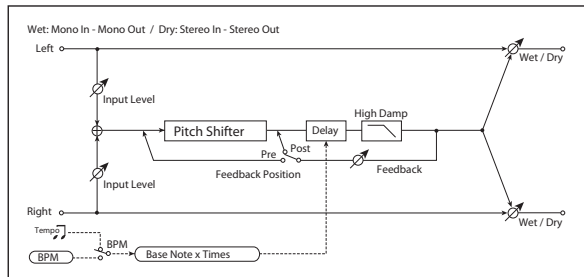 Wet: Mono In - Mono Out / Dry: Stereo In - Stereo Out
Left
Wet / Dry
Input Level
High Damp
Pitch Shifter
Delay
Post
Pre
Feedback
Feedback Position
Input Level
Right
Wet / Dry
Tempo
BPM
BPM
Base Note x Times